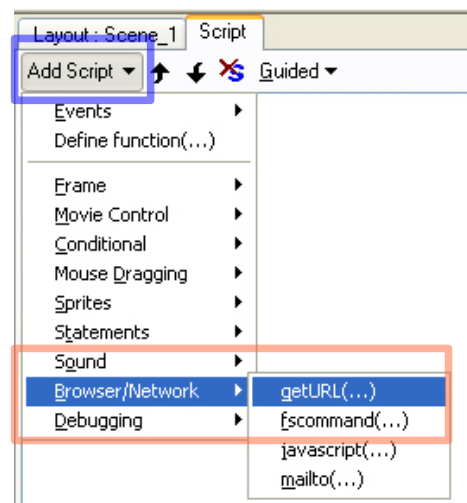 Layout : Scene_1 Script
Add Script Guided
Events
Define function(...)
Frame
Movie Control
Conditional
Mouse Dragging
Sprites
Statements
Sound
Browser/Network getURL(...)
Debugging fscommand(...)
javascript(...)
mailto(...)